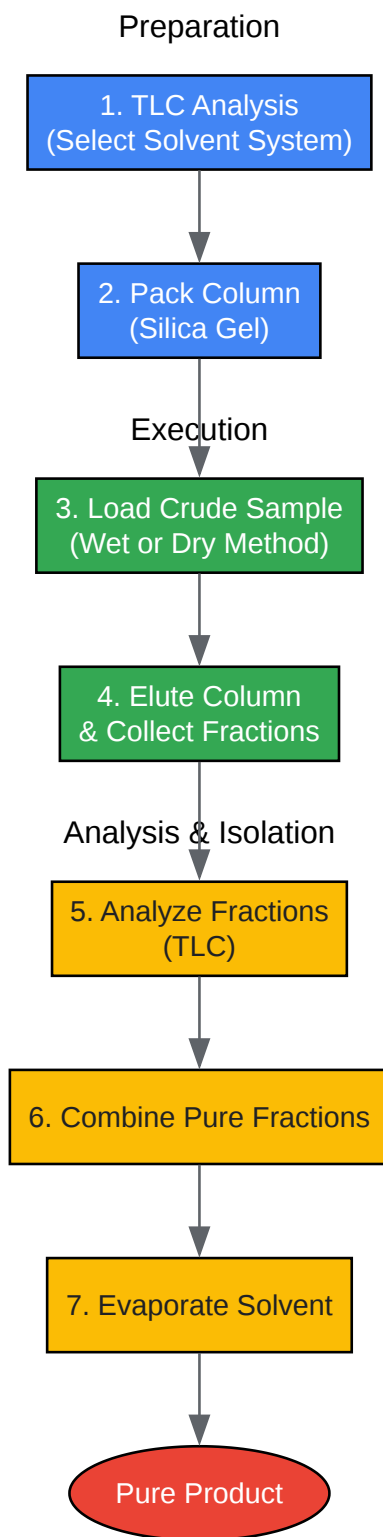 Preparation
1. TLC Analysis
(Select Solvent System)
2. Pack Column
(Silica Gel)
Execution
3. Load Crude Sample
(Wet or Dry Method)
4. Elute Column
& Collect Fractions
Analysis & Isolation
5. Analyze Fractions
(TLC)
6. Combine Pure Fractions
7. Evaporate Solvent
Pure Product